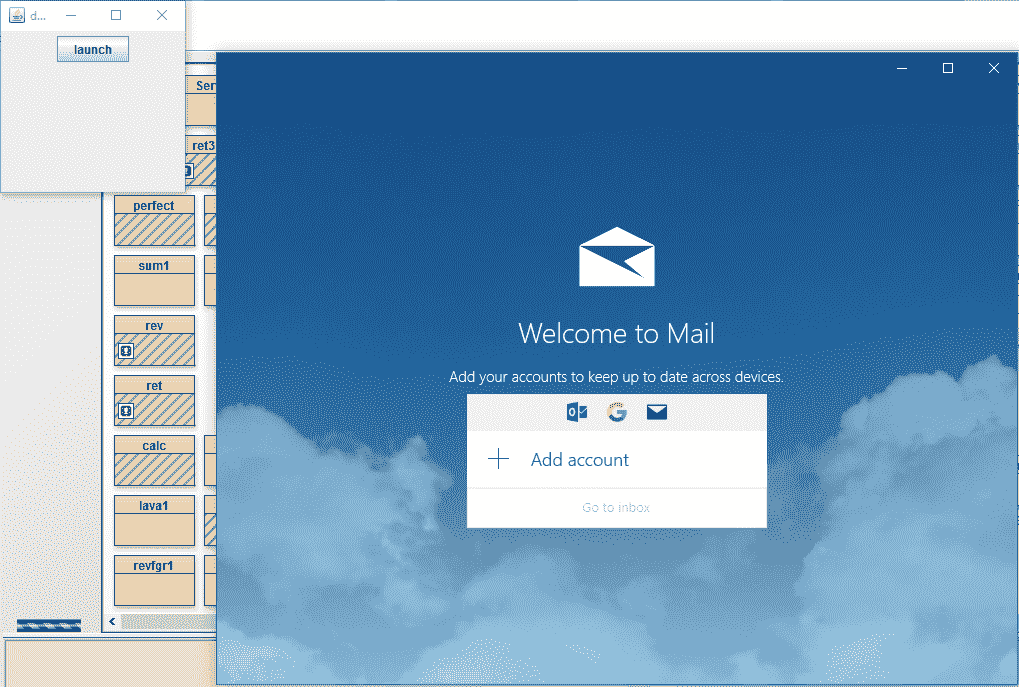 d...
launch
Ser
ret3
perfect
sum1
rev
ret
calc
lava1
revfgr1
Welcome to Mail
Add your accounts to keep up to date across devices.
Add account
Go to inbox